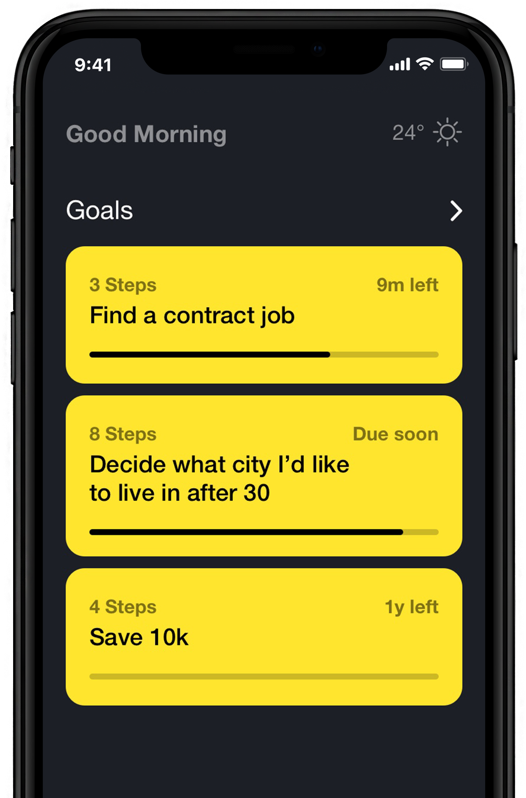 9:41
Good Morning
24°
Goals
3 Steps
9m left
Find a contract job
8 Steps
Due soon
Decide what city I’d like
to live in after 30
4 Steps
1y left
Save 10k